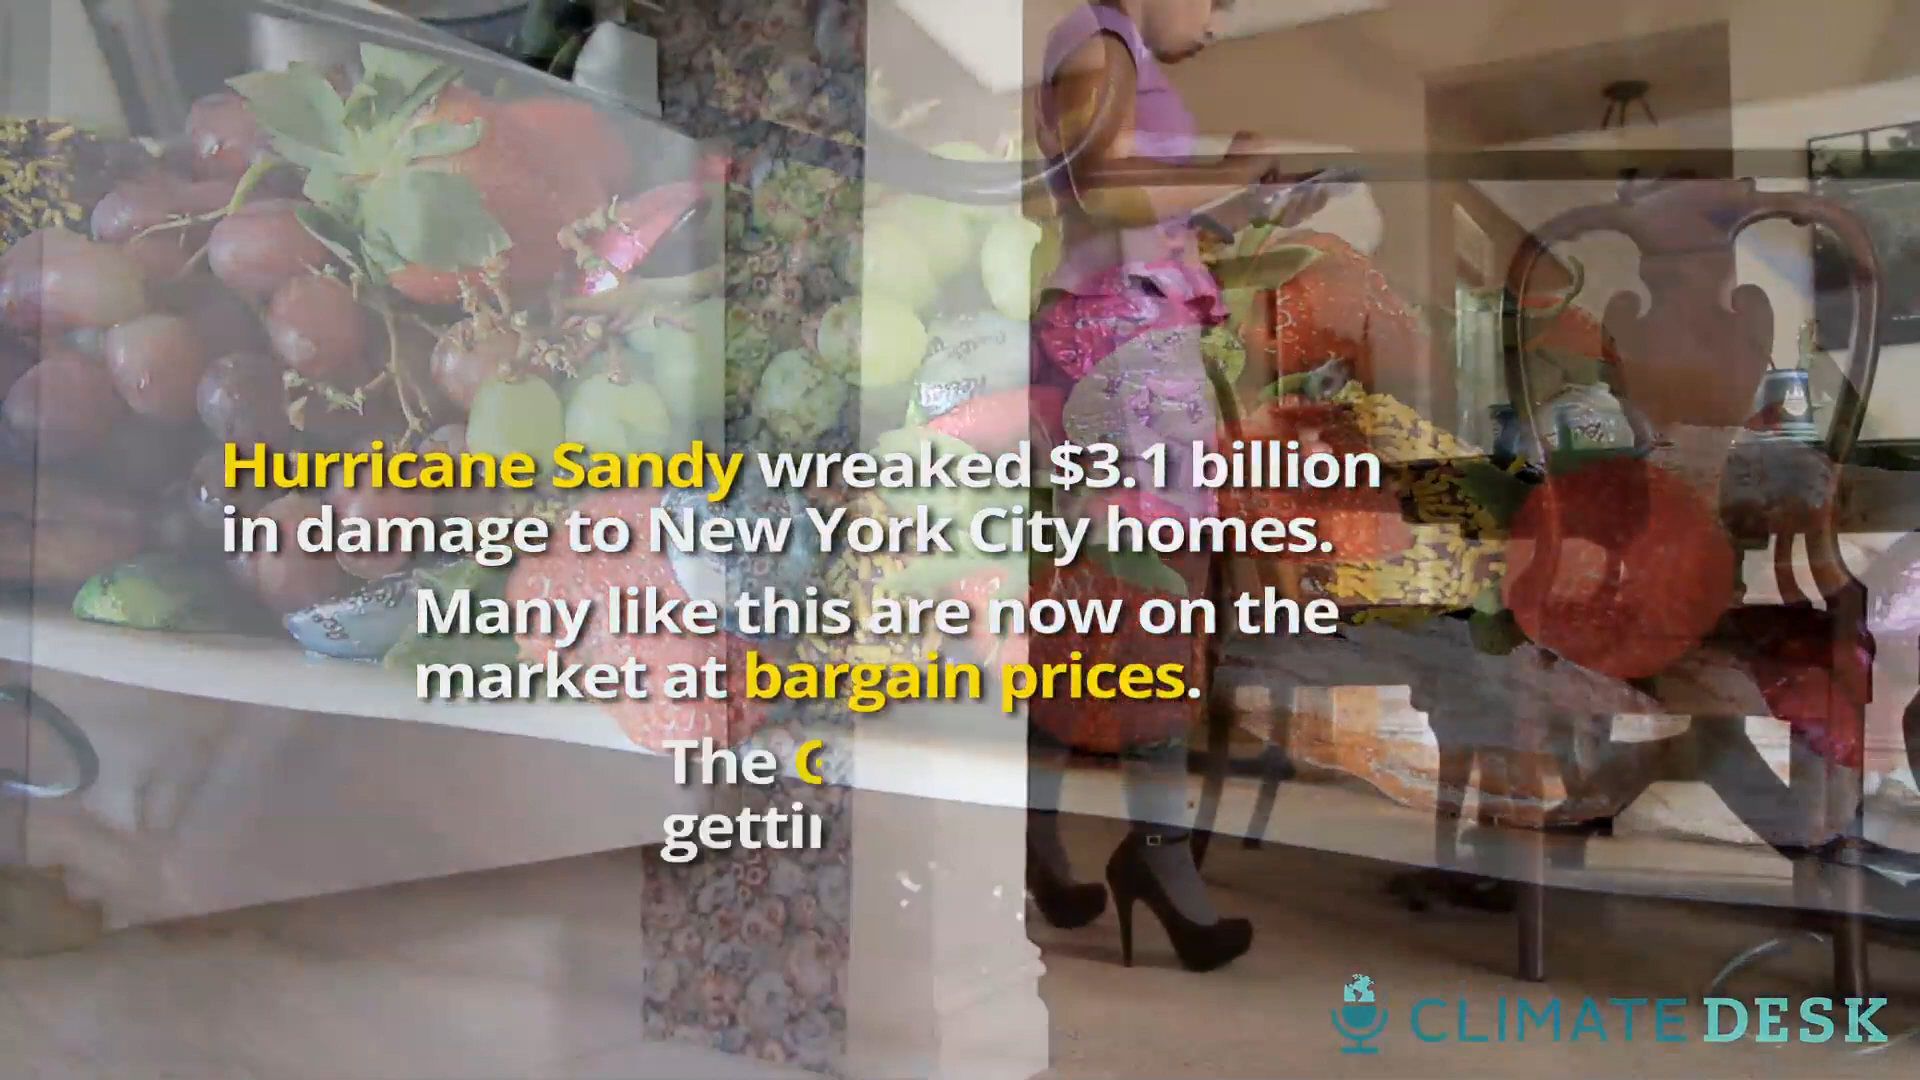 Hurricane Sandy wreaked $3.1 billion
in damage to New York City homes.
Many like this are now on the
market at bargain prices.
The
CLIMATE DESK